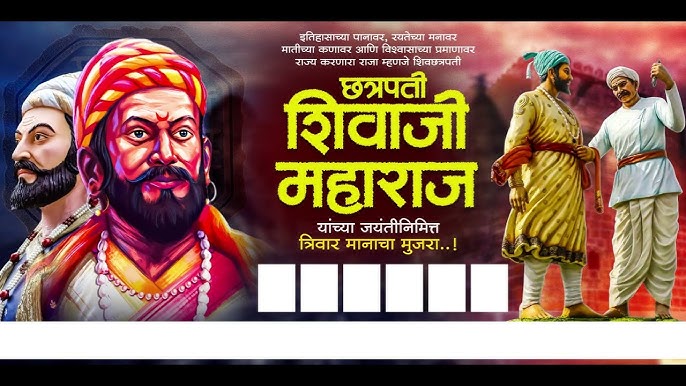 इतिहासाच्या पानावर, रयतेच्या मनावर
मातीच्या कणावर आणि विश्वासाच्या प्रमाणावर
राज्य करणारा राजा म्हणजे शिवछत्रपती
छत्रपती
शिवाजी
महाराज
यांच्या जयंतीनिमित्त
त्रिवार मानाचा मुजरा..!